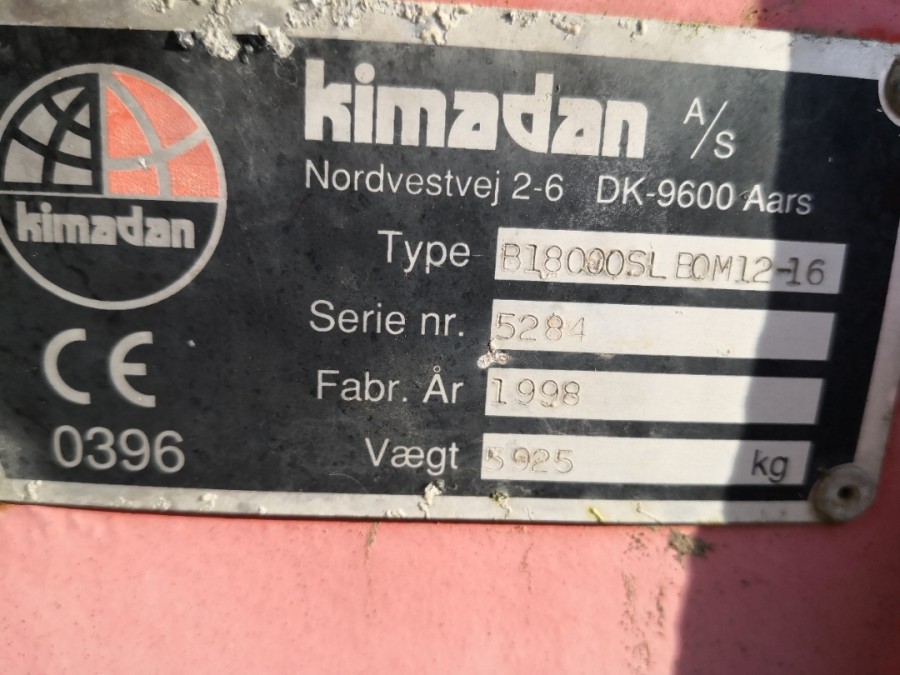 kimadan A/S
kimadan
Nordvestvej 2-6 DK-9600 Aars
Type B18000SL BOM12-16
Serie nr. 5284
Fabr. År 1998
Vægt 5925 kg
CE
0396